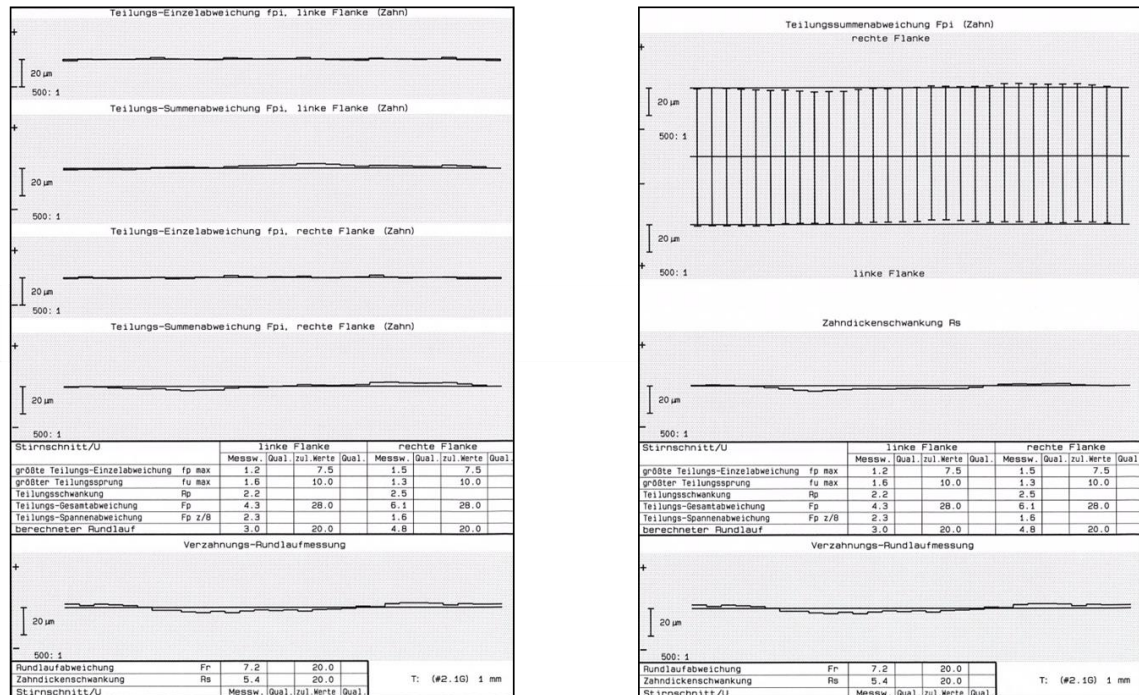 Teilungs-Einzelabweichung fpi, linke Flanke (Zahn)
+
20 µm
500: 1
Teilungs-Summenabweichung Fpi, linke Flanke (Zahn)
+
20 µm
500: 1
Teilungs-Einzelabweichung fpi, rechte Flanke (Zahn)
+
20 µm
500: 1
Teilungs-Summenabweichung Fpi, rechte Flanke (Zahn)
+
20 µm
500: 1
Stirnschnitt/U linke Flanke rechte Flanke
Messw. Qual. zul.Werte Qual. Messw. Qual. zul.Werte Qual.
größte Teilungs-Einzelabweichung fp max 1.2 7.5 1.5 7.5
größter Teilungssprung fu max 1.6 10.0 1.3 10.0
Teilungsschwankung Rp 2.2 2.5
Teilungs-Gesamtabweichung Fp 4.3 28.0 6.1 28.0
Teilungs-Spannenabweichung Fp z/8 2.3 1.6
berechneter Rundlauf 3.0 20.0 4.8 20.0
Verzahnungs-Rundlaufmessung
+
20 µm
500: 1
Rundlaufabweichung Fr 7.2 20.0
Zahndickenschwankung Rs 5.4 20.0 T: (#2.1G) 1 mm
Stirnschnitt/U Messw. Qual. zul.Werte Qual.
Teilungssummenabweichung Fpi (Zahn)
rechte Flanke
+
20 µm
500: 1
20 µm
+
500: 1
linke Flanke
Zahndickenschwankung Rs
+
20 µm
500: 1
Stirnschnitt/U linke Flanke rechte Flanke
Messw. Qual. zul.Werte Qual. Messw. Qual. zul.Werte Qual
größte Teilungs-Einzelabweichung fp max 1.2 7.5 1.5 7.5
größter Teilungssprung fu max 1.6 10.0 1.3 10.0
Teilungsschwankung Rp 2.2 2.5
Teilungs-Gesamtabweichung Fp 4.3 28.0 6.1 28.0
Teilungs-Spannenabweichung Fp z/8 2.3 1.6
berechneter Rundlauf 3.0 20.0 4.8 20.0
Verzahnungs-Rundlaufmessung
+
20 µm
500: 1
Rundlaufabweichung Fr 7.2 20.0
Zahndickenschwankung Rs 5.4 20.0 T: (#2.1G) 1 mm
Stirnschnitt/U Messw. Qual. zul.Werte Qual.